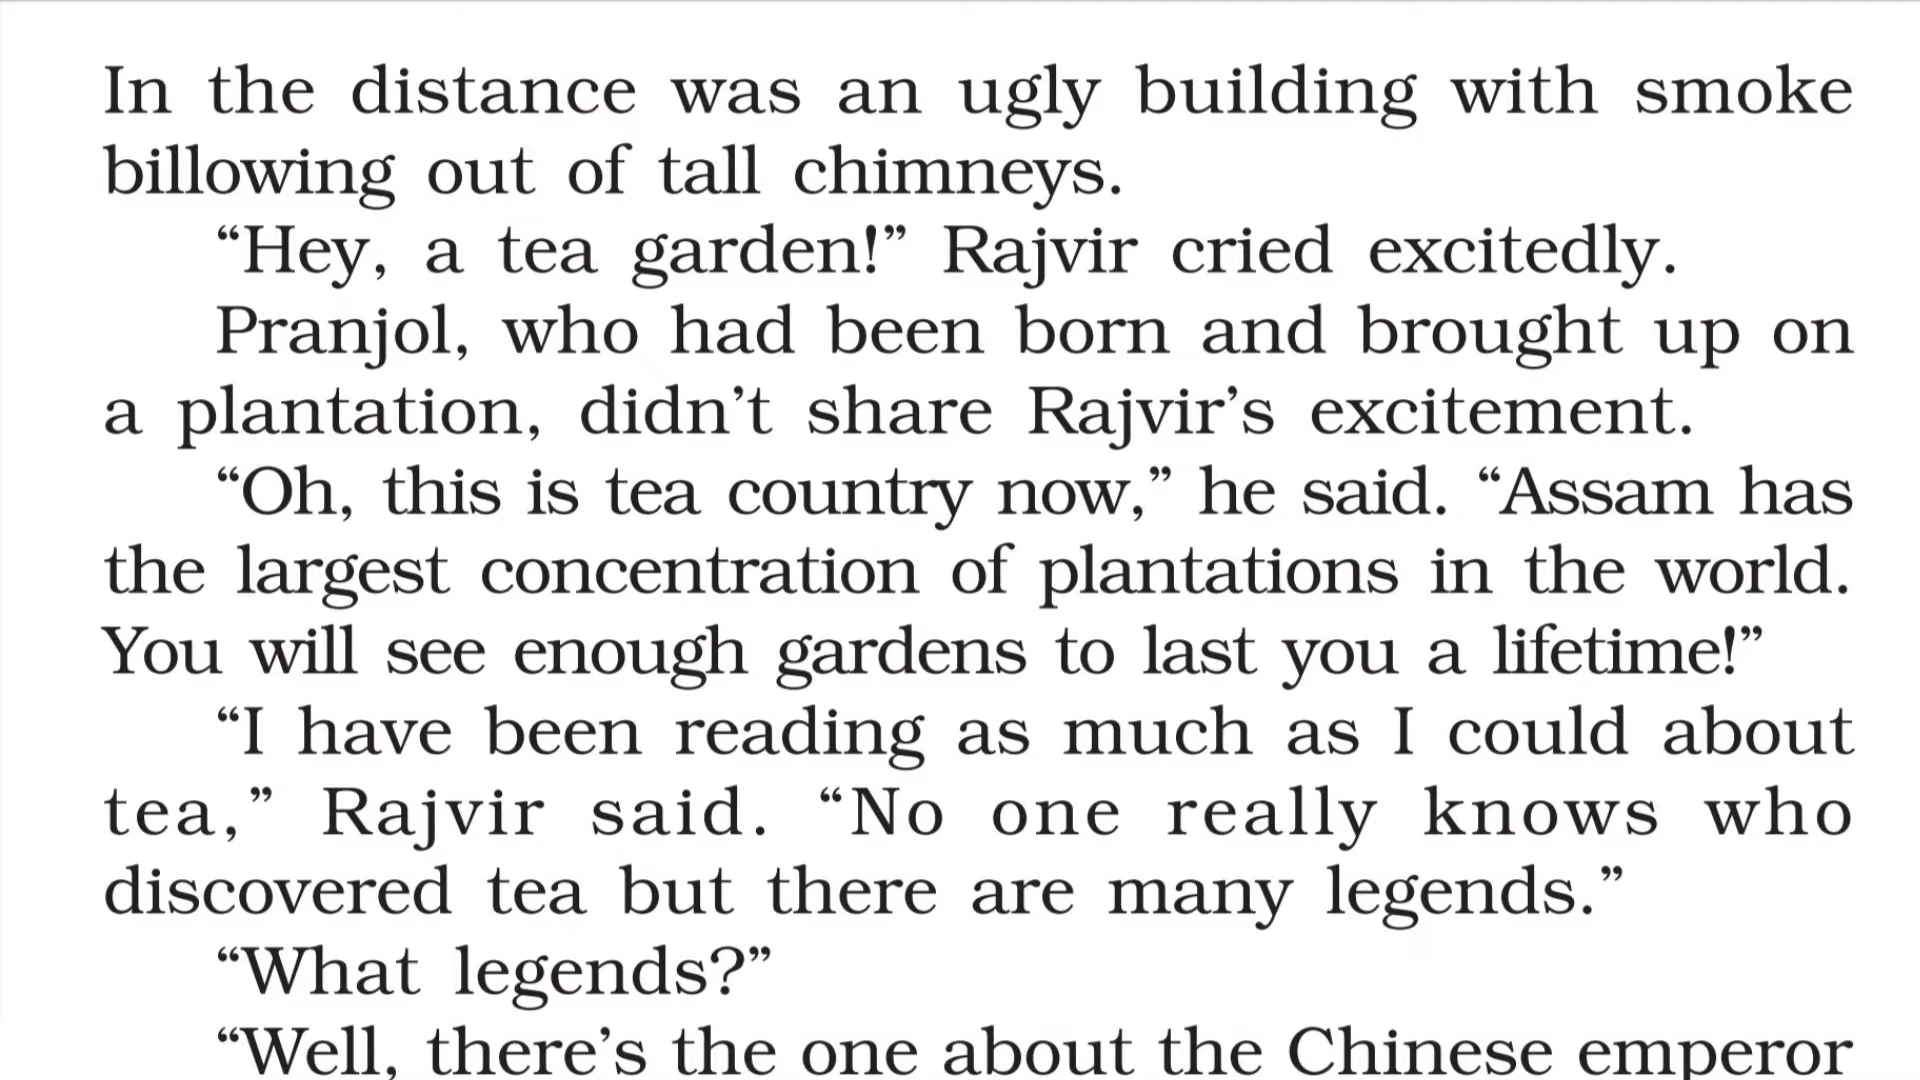 In the distance was an ugly building with smoke
billowing out of tall chimneys.
“Hey, a tea garden!” Rajvir cried excitedly.
Pranjol, who had been born and brought up on
a plantation, didn’t share Rajvir’s excitement.
“Oh, this is tea country now,” he said. “Assam has
the largest concentration of plantations in the world.
You will see enough gardens to last you a lifetime!”
“I have been reading as much as I could about
tea,” Rajvir said. “No one really knows who
discovered tea but there are many legends.”
“What legends?”
“Well, there’s the one about the Chinese emperor